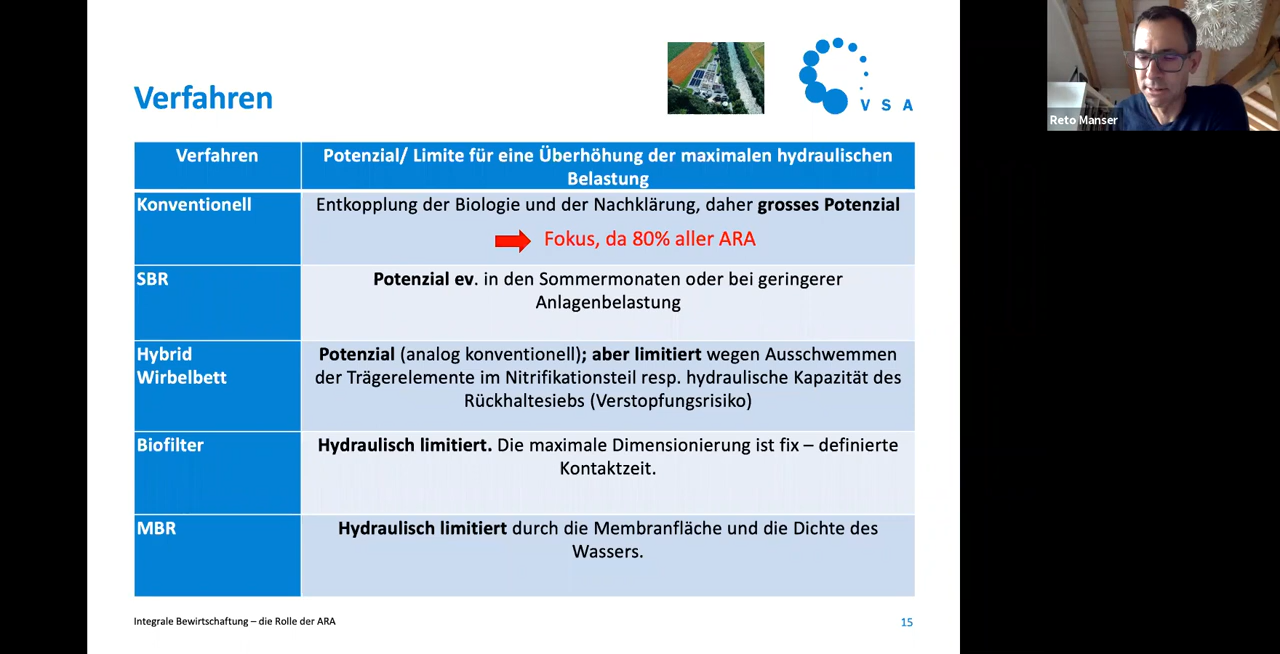 Verfahren
V S A
Reto Manser
Verfahren
Potenzial/ Limite für eine Überhöhung der maximalen hydraulischen
Belastung
Konventionell
Entkopplung der Biologie und der Nachklärung, daher grosses Potenzial
Fokus, da 80% aller ARA
SBR
Potenzial ev. in den Sommermonaten oder bei geringerer
Anlagenbelastung
Hybrid
Wirbelbett
Potenzial (analog konventionell); aber limitiert wegen Ausschwemmen
der Trägerelemente im Nitrifikationsteil resp. hydraulische Kapazität des
Rückhaltesiebs (Verstopfungsrisiko)
Biofilter
Hydraulisch limitiert. Die maximale Dimensionierung ist fix – definierte
Kontaktzeit.
MBR
Hydraulisch limitiert durch die Membranfläche und die Dichte des
Wassers.
Integrale Bewirtschaftung – die Rolle der ARA
15